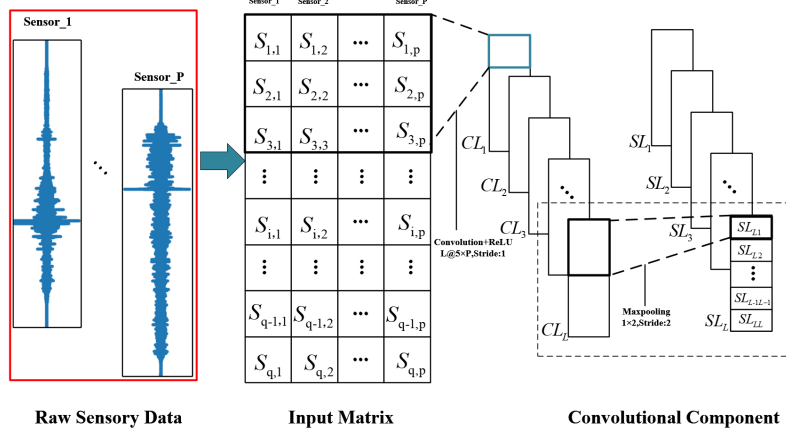 Sensor_1
Sensor_P
...
Sensor_1 Sensor_2 Sensor_P
S1,1 S1,2 ... S1,p
S2,1 S2,2 ... S2,p
S3,1 S3,3 ... S3,p
⋮ ⋮ ⋮ ⋮
Si,1 Si,2 ... Si,p
⋮ ⋮ ⋮ ⋮
Sq-1,1 Sq-1,2 ... Sq-1,p
Sq,1 Sq,2 ... Sq,p
Convolution+ReLU
L@5×P,Stride:1
CL1
CL2
CL3
...
CLL
Maxpooling
1×2,Stride:2
SL1
SL2
SL3
...
SLL
SLL1
SLL2
⋮
SLL-1L-1
SLLL
Raw Sensory Data
Input Matrix
Convolutional Component